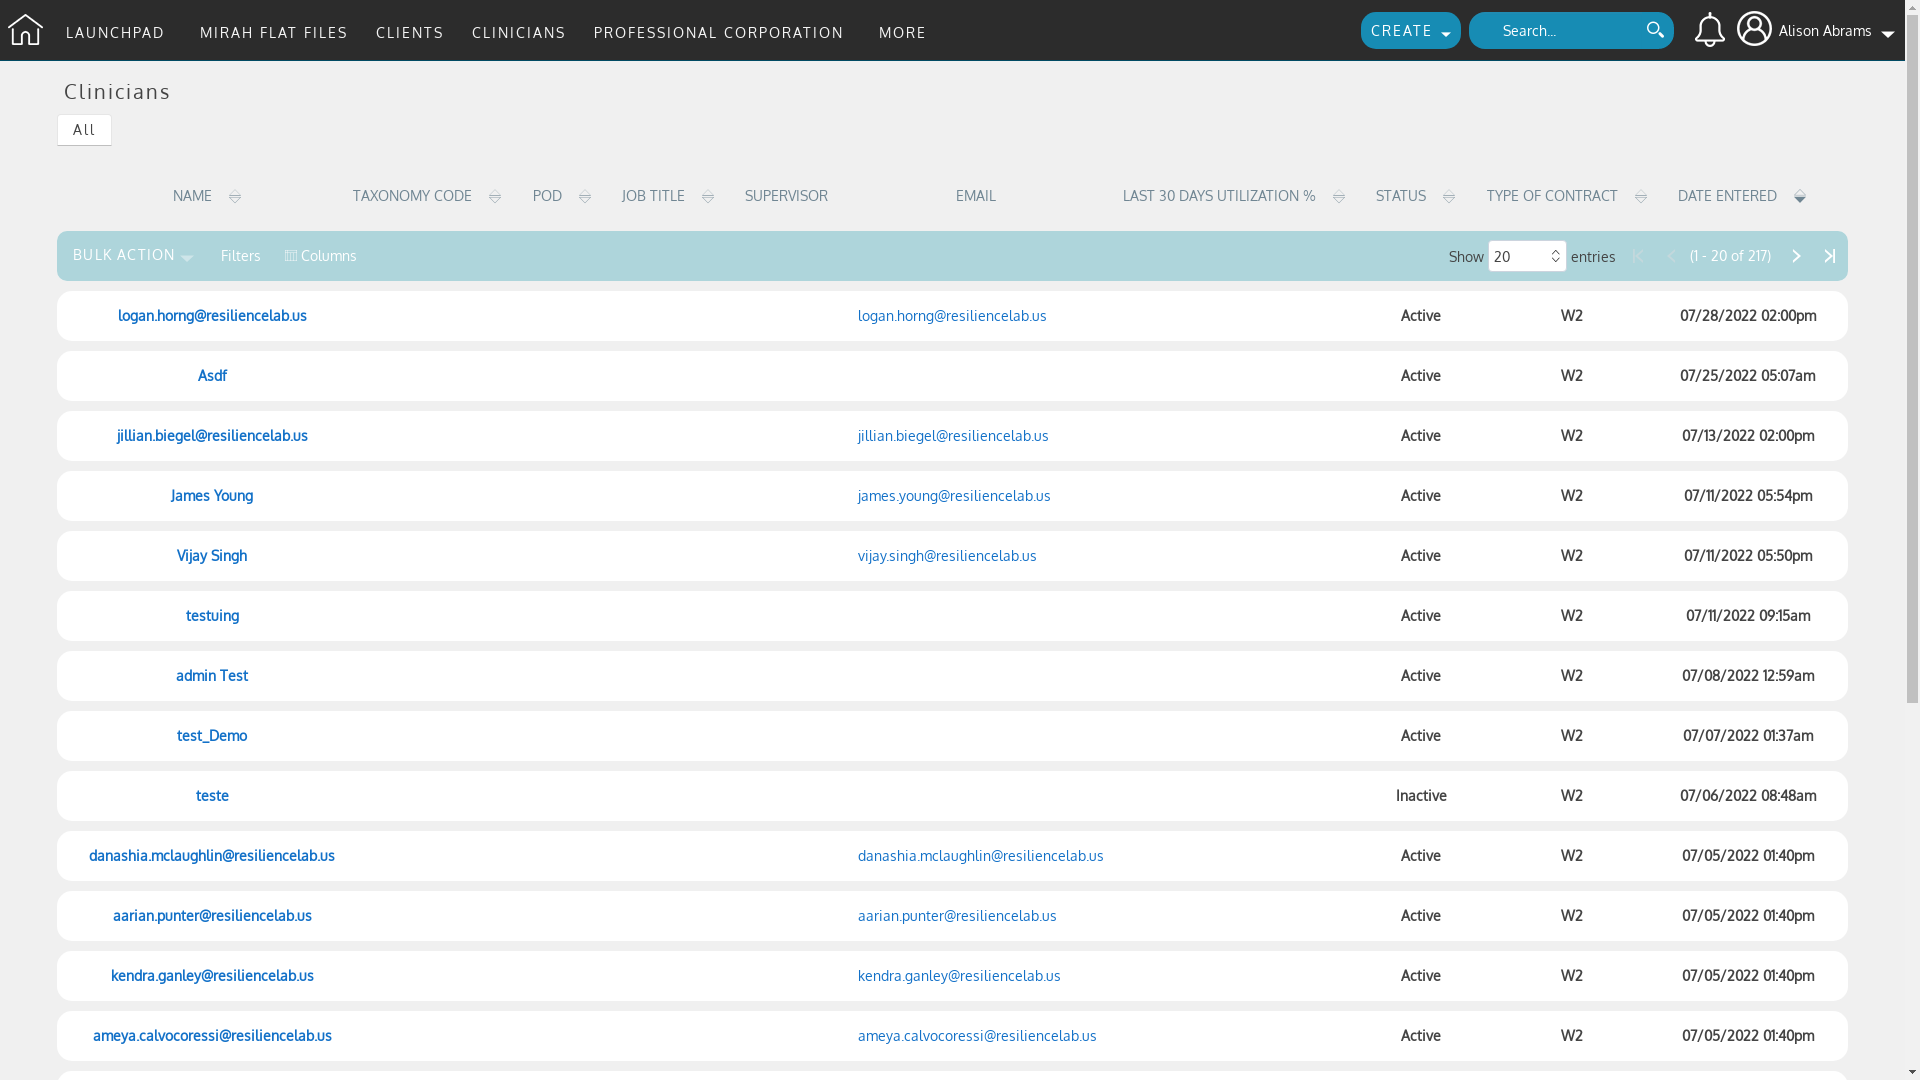 LAUNCHPAD MIRAH FLAT FILES CLIENTS CLINICIANS PROFESSIONAL CORPORATION MORE CREATE Search... Alison Abrams
Clinicians
All
NAME TAXONOMY CODE POD JOB TITLE SUPERVISOR EMAIL LAST 30 DAYS UTILIZATION % STATUS TYPE OF CONTRACT DATE ENTERED
BULK ACTION Filters Columns Show 20 entries (1 - 20 of 217)
logan.horng@resiliencelab.us logan.horng@resiliencelab.us Active W2 07/28/2022 02:00pm
Asdf Active W2 07/25/2022 05:07am
jillian.biegel@resiliencelab.us jillian.biegel@resiliencelab.us Active W2 07/13/2022 02:00pm
James Young james.young@resiliencelab.us Active W2 07/11/2022 05:54pm
Vijay Singh vijay.singh@resiliencelab.us Active W2 07/11/2022 05:50pm
testuing Active W2 07/11/2022 09:15am
admin Test Active W2 07/08/2022 12:59am
test_Demo Active W2 07/07/2022 01:37am
teste Inactive W2 07/06/2022 08:48am
danashia.mclaughlin@resiliencelab.us danashia.mclaughlin@resiliencelab.us Active W2 07/05/2022 01:40pm
aarian.punter@resiliencelab.us aarian.punter@resiliencelab.us Active W2 07/05/2022 01:40pm
kendra.ganley@resiliencelab.us kendra.ganley@resiliencelab.us Active W2 07/05/2022 01:40pm
ameya.calvocoressi@resiliencelab.us ameya.calvocoressi@resiliencelab.us Active W2 07/05/2022 01:40pm